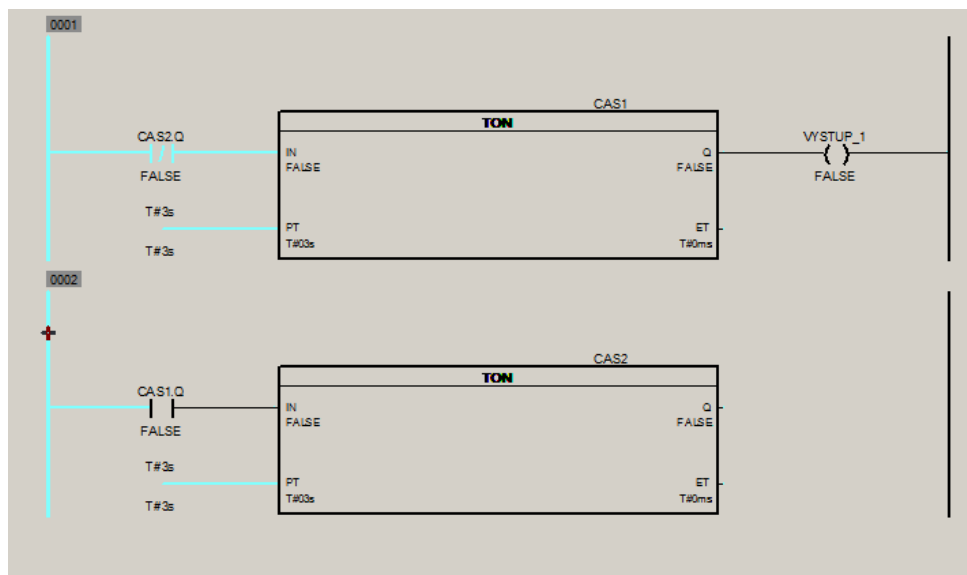 0001
CAS1
TON
CAS2.Q
VYSTUP_1
IN
Q
FALSE
FALSE
FALSE
FALSE
T#3s
PT
ET
T#3s
T#03s
T#0ms
0002
CAS2
TON
CAS1.Q
IN
Q
FALSE
FALSE
FALSE
T#3s
PT
ET
T#3s
T#03s
T#0ms